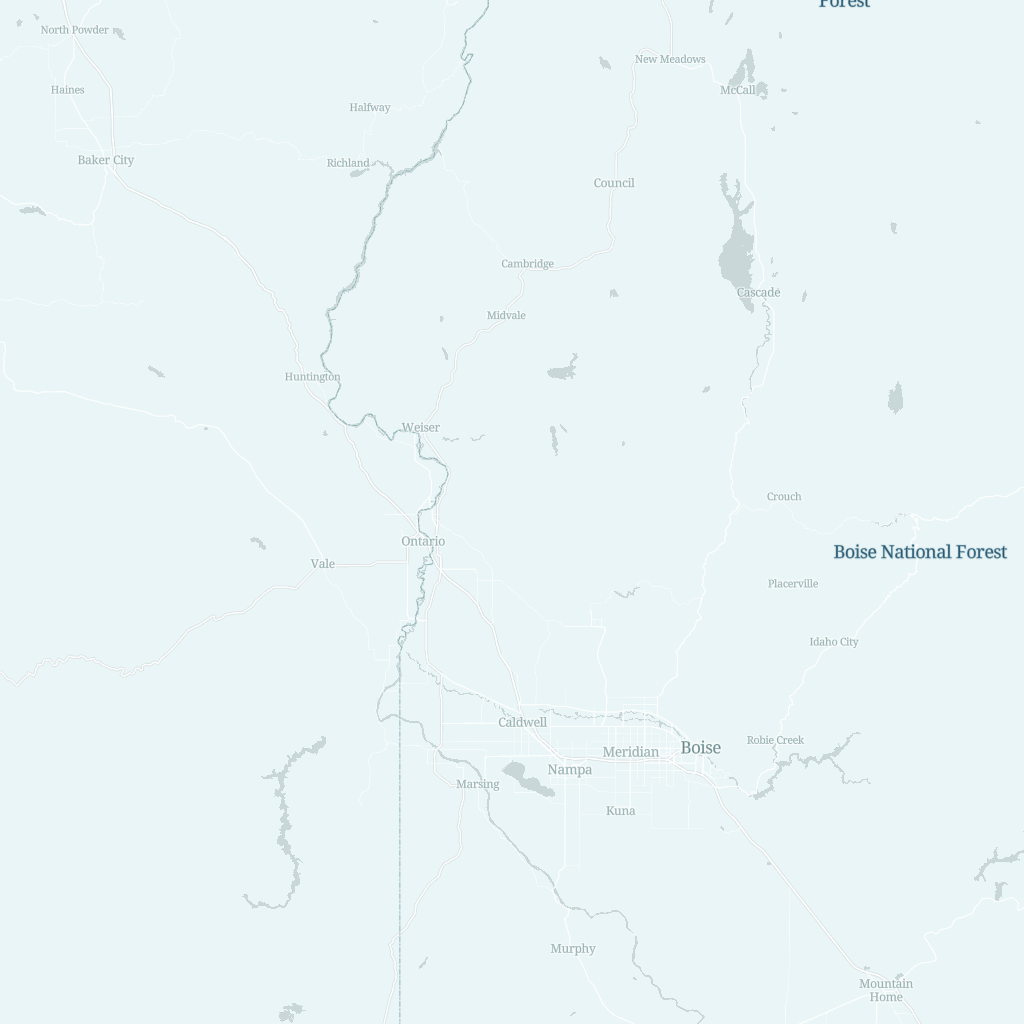 Forest
North Powder
New Meadows
Haines
McCall
Halfway
Baker City
Richland
Council
Cambridge
Cascade
Midvale
Huntington
Weiser
Crouch
Ontario
Boise National Forest
Vale
Placerville
Idaho City
Caldwell
Robie Creek
Boise
Meridian
Nampa
Marsing
Kuna
Murphy
Mountain
Home